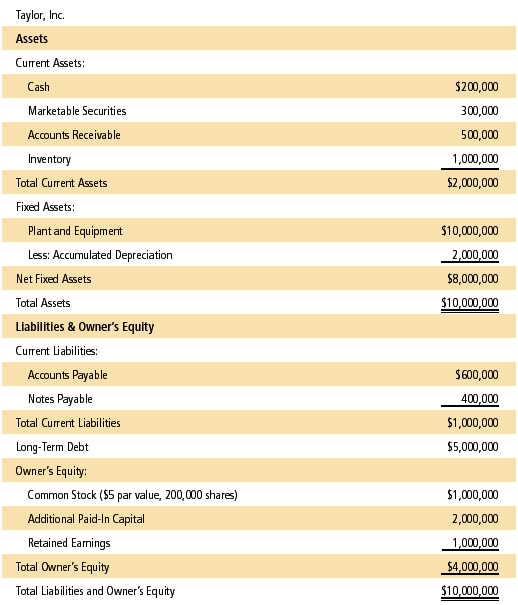 Taylor, Inc.
Assets
Current Assets:
Cash $200,000
Marketable Securities 300,000
Accounts Receivable 500,000
Inventory 1,000,000
Total Current Assets $2,000,000
Fixed Assets:
Plant and Equipment $10,000,000
Less: Accumulated Depreciation 2,000,000
Net Fixed Assets $8,000,000
Total Assets $10,000,000
Liabilities & Owner's Equity
Current Liabilities:
Accounts Payable $600,000
Notes Payable 400,000
Total Current Liabilities $1,000,000
Long-Term Debt $5,000,000
Owner's Equity:
Common Stock ($5 par value, 200,000 shares) $1,000,000
Additional Paid-In Capital 2,000,000
Retained Earnings 1,000,000
Total Owner's Equity $4,000,000
Total Liabilities and Owner's Equity $10,000,000